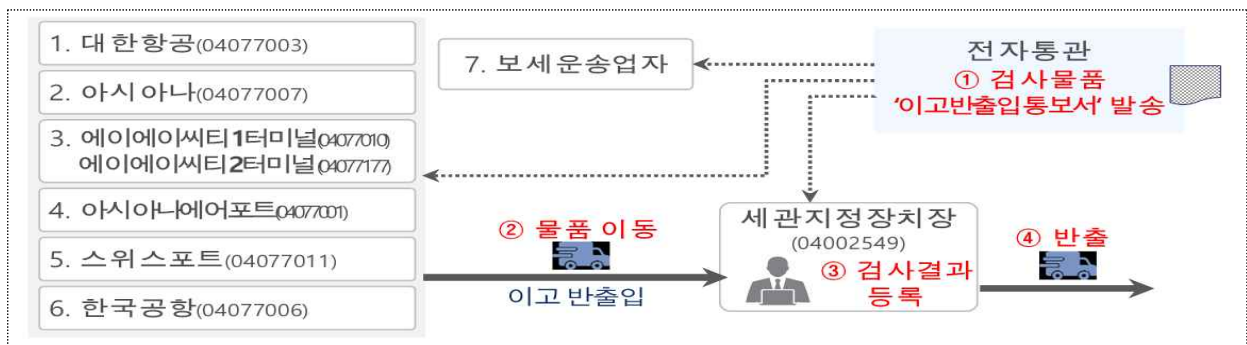 1. 대한항공(04077003)
2. 아시아나(04077007)
3. 에이에이씨티1터미널(04077010)
에이에이씨티2터미널(04077177)
4. 아시아나에어포트(04077001)
5. 스위스포트(04077011)
6. 한국공항(04077006)
7. 보세운송업자
전자통관
① 검사물품
‘이고반출입통보서‘ 발송
② 물품 이동
이고 반출입
세관지정장치장
(04002549)
③ 검사결과
등록
④ 반출